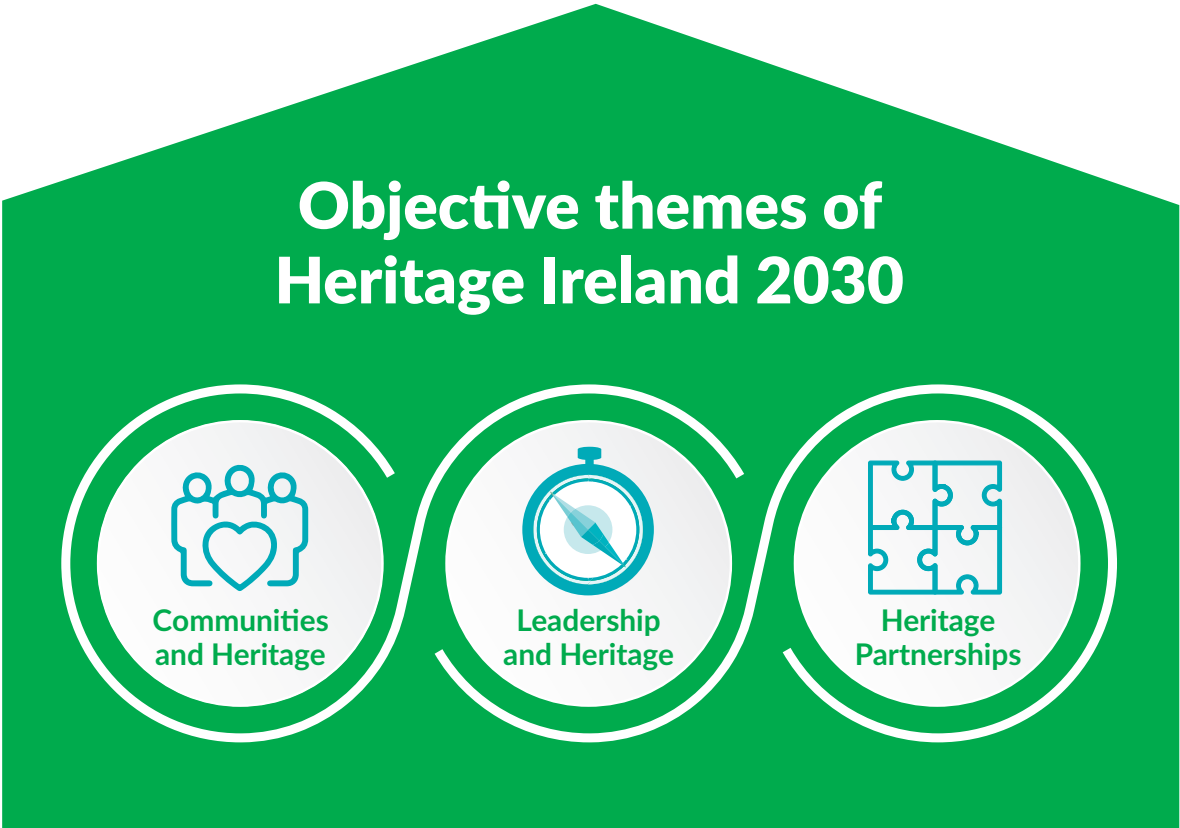 Objective themes of
Heritage Ireland 2030
Communities
and Heritage
Leadership
and Heritage
Heritage
Partnerships